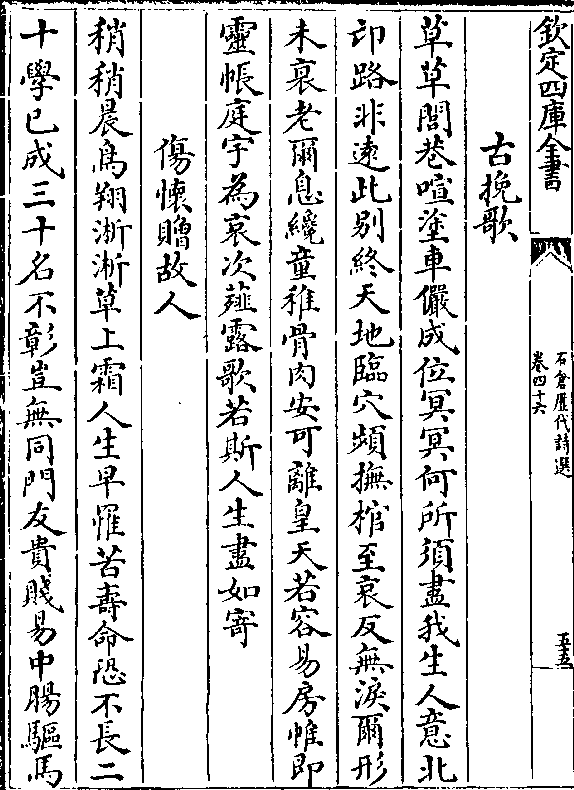 欽定四庫全書
石倉歷代詩選
卷四十六
五五
古挽歌
草草閭巷喧塗車儼成位冥冥何所須盡我生人意北
邙路非遠此别終天地臨穴頻撫棺至哀反無淚爾形
未衰老爾息纔童稚骨肉安可離皇天若容易房帷即
靈帳庭宇為哀次薤露歌若斯人生盡如寄
傷懷贈故人
稍稍晨鳥翔淅淅草上霜人生早罹苦壽命恐不長二
十學已成三十名不彰豈無同門友貴賤易中腸驅馬